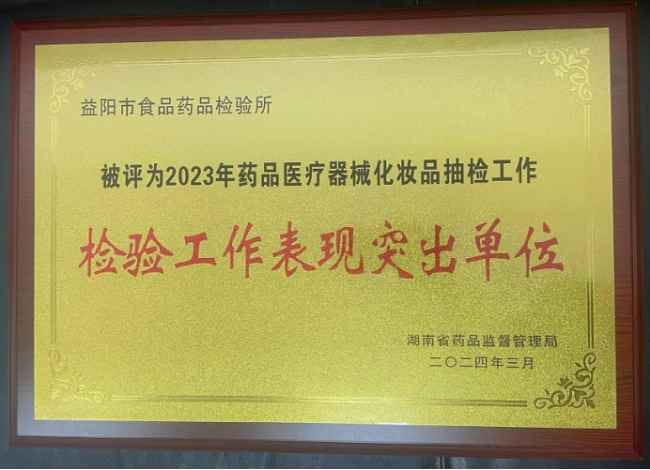 益阳市食品药品检验所
被评为2023年药品医疗器械化妆品抽检工作
检验工作表现突出单位
湖南省药品监督管理局
二〇二四年三月